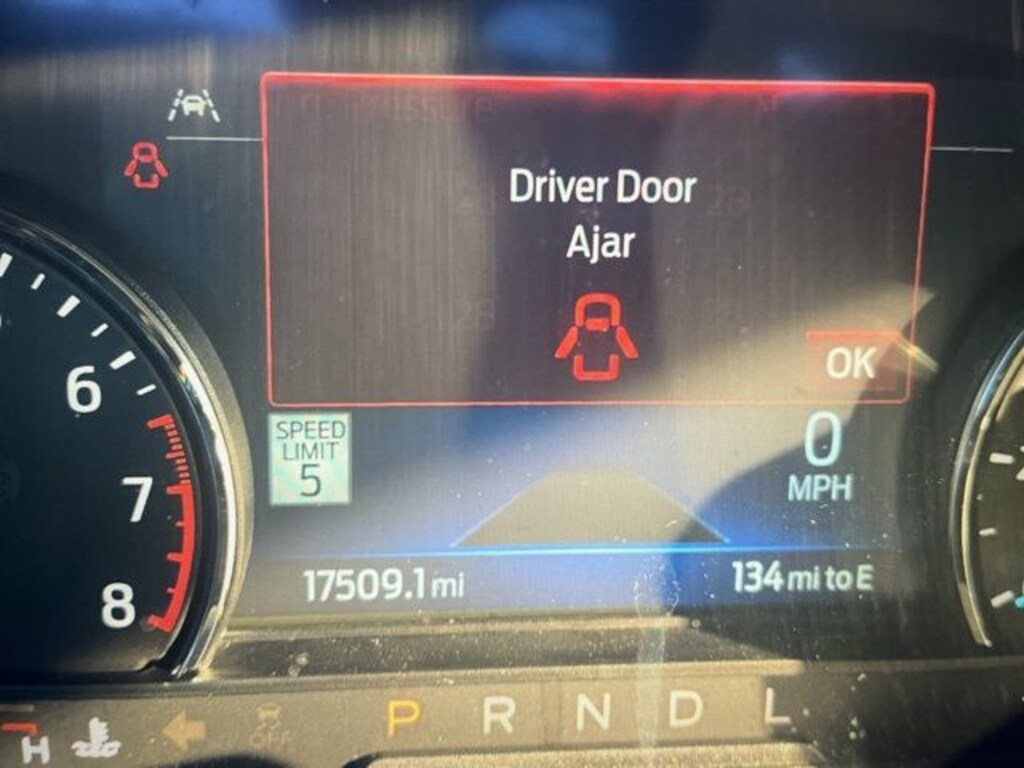 Driver Door
Ajar
OK
6
SPEED
LIMIT
5
0
MPH
7
17509.1 mi
134 mi to E
8
P R N D L
H
OFF